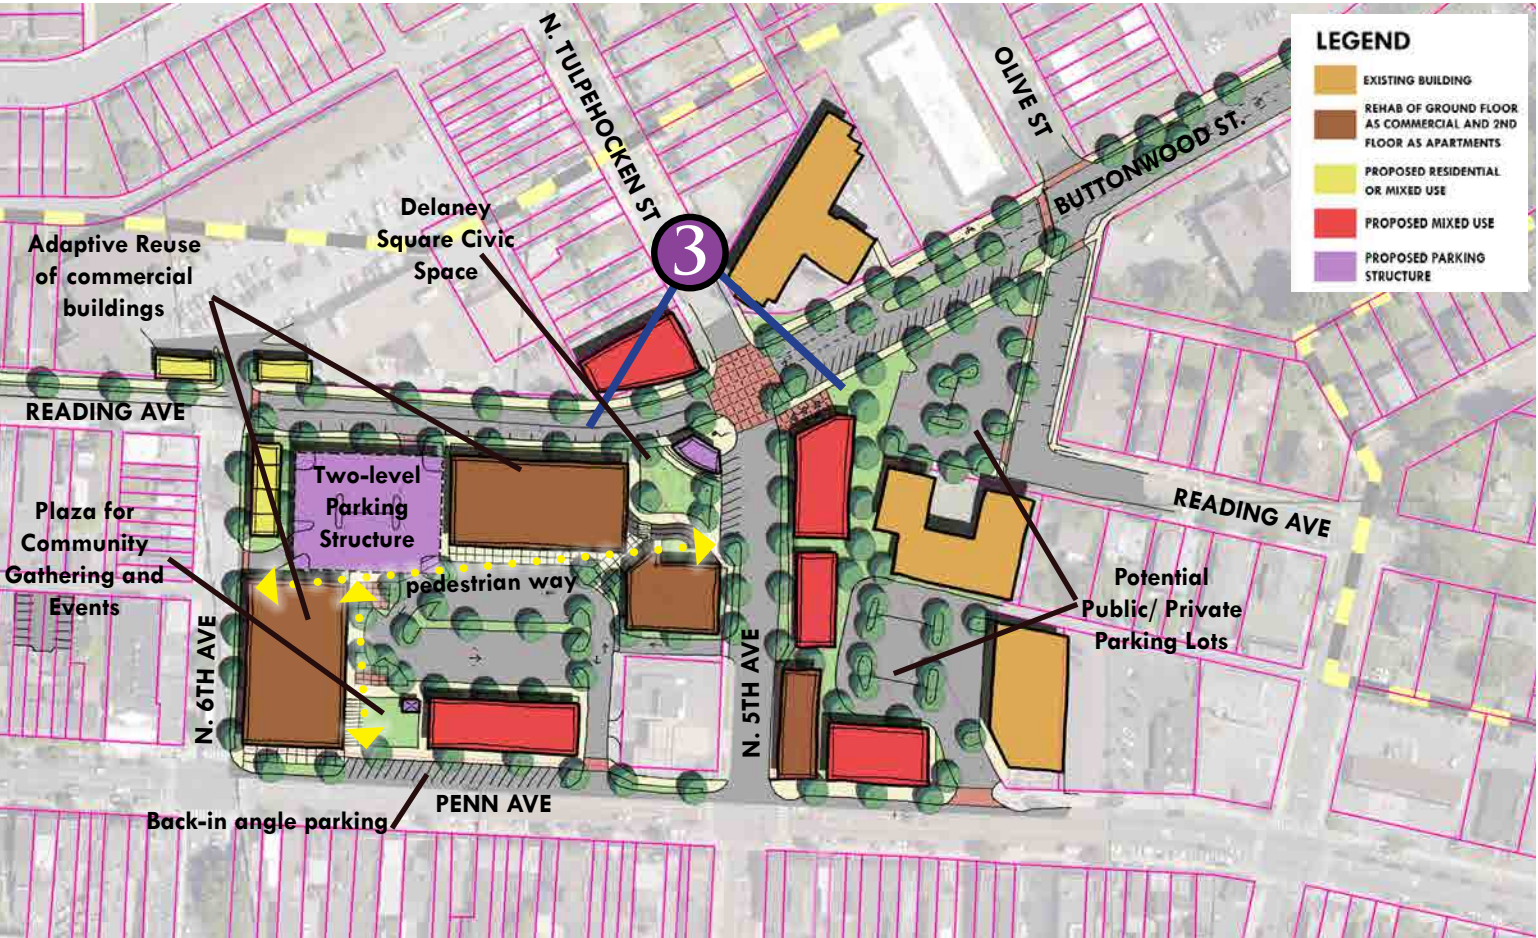 N. TULPEHOCKEN ST
OLIVE ST
BUTTONWOOD ST.
LEGEND
EXISTING BUILDING
REHAB OF GROUND FLOOR
AS COMMERCIAL AND 2ND
FLOOR AS APARTMENTS
PROPOSED RESIDENTIAL
OR MIXED USE
PROPOSED MIXED USE
PROPOSED PARKING
STRUCTURE
Delaney
Square Civic
Space
3
Adaptive Reuse
of commercial
buildings
READING AVE
Two-level
Parking
Structure
Plaza for
Community
Gathering and
Events
pedestrian way
READING AVE
Potential
Public/ Private
Parking Lots
N. 6TH AVE
N. 5TH AVE
PENN AVE
Back-in angle parking